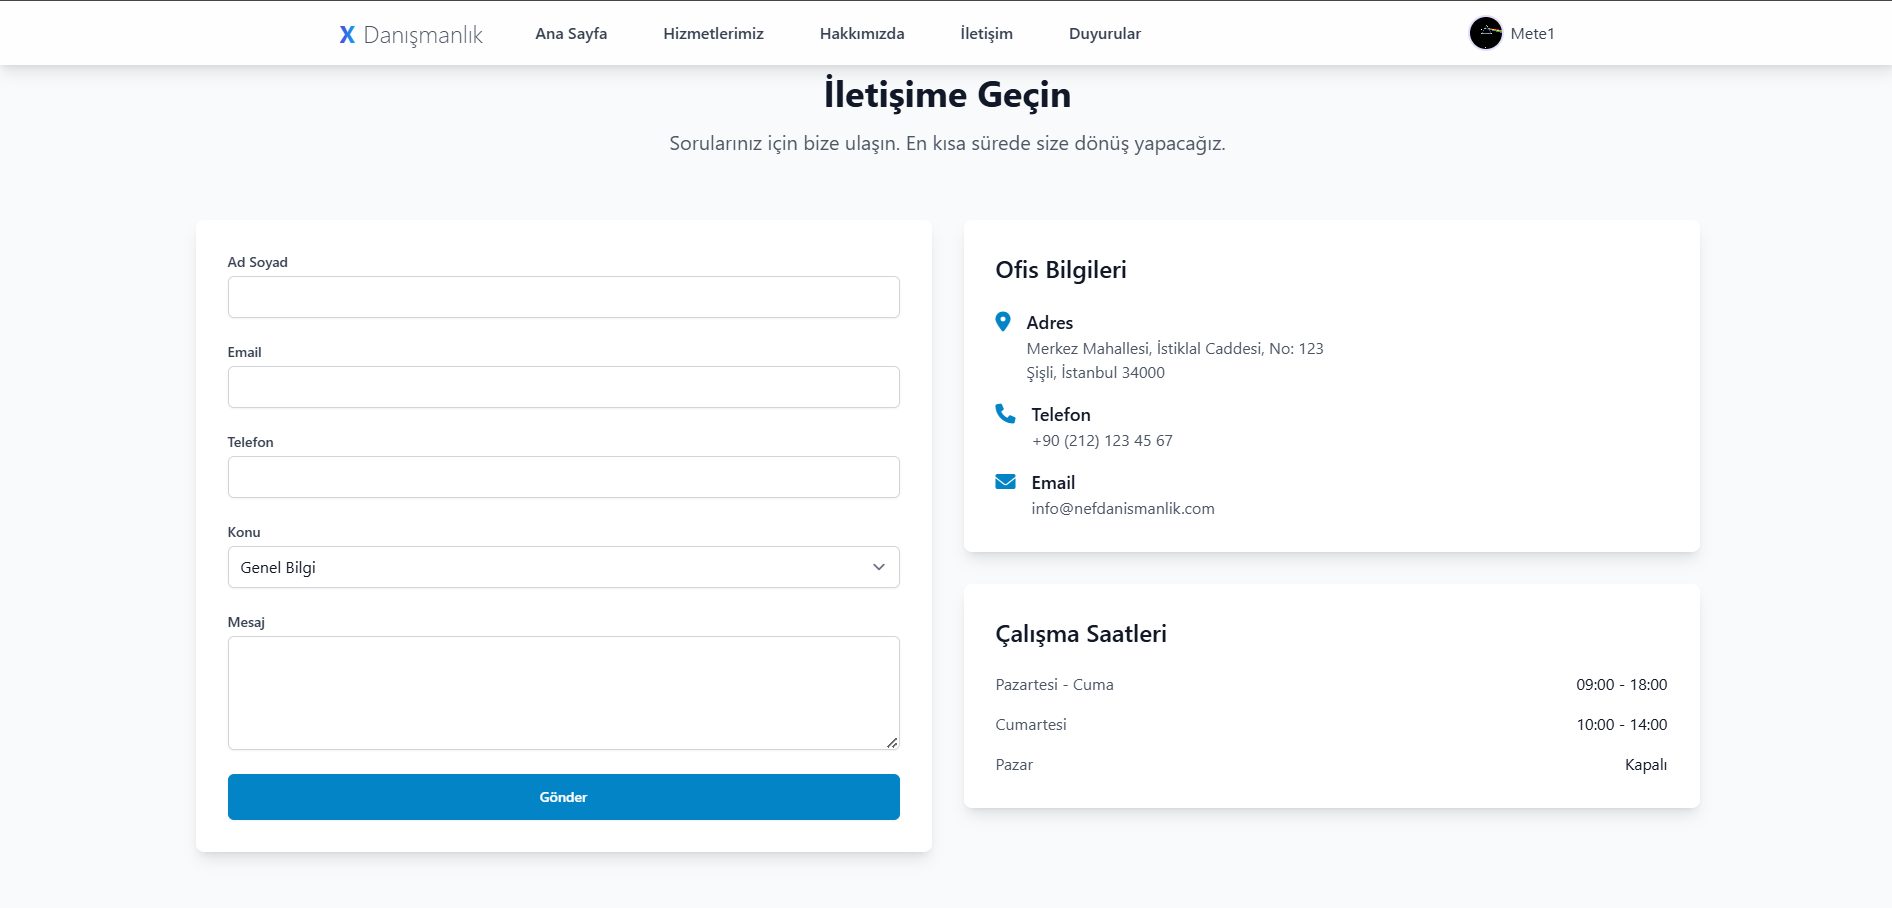 X Danışmanlık
Ana Sayfa
Hizmetlerimiz
Hakkımızda
İletişim
Duyurular
Mete1
İletişime Geçin
Sorularınız için bize ulaşın. En kısa sürede size dönüş yapacağız.
Ad Soyad
Email
Telefon
Konu
Genel Bilgi
Mesaj
Gönder
Ofis Bilgileri
Adres
Merkez Mahallesi, İstiklal Caddesi, No: 123
Şişli, İstanbul 34000
Telefon
+90 (212) 123 45 67
Email
info@nefdanismanlik.com
Çalışma Saatleri
Pazartesi - Cuma 09:00 - 18:00
Cumartesi 10:00 - 14:00
Pazar Kapalı